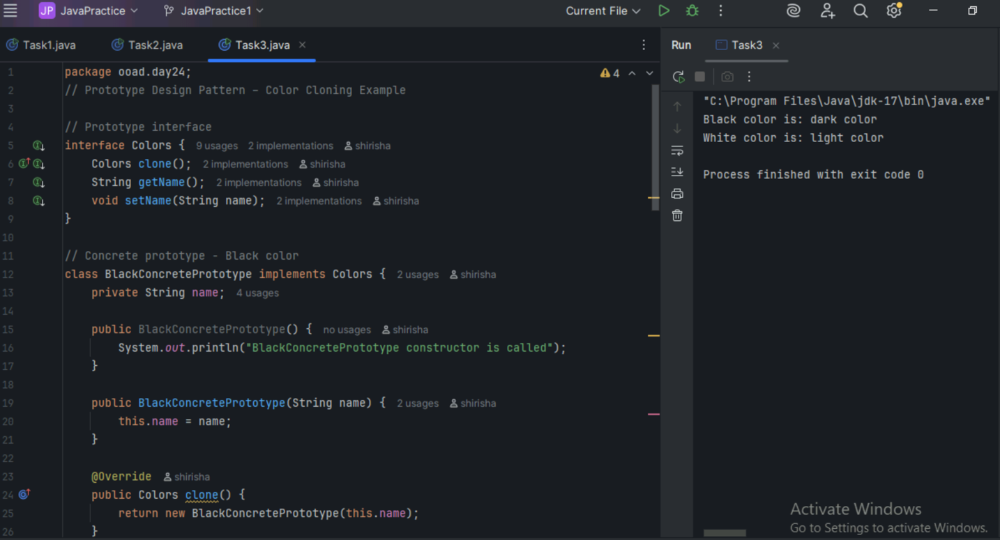 JP JavaPractice JavaPractice1 Current File
Task1.java Task2.java Task3.java Run Task3
4
1 package ooad.day24;
2 // Prototype Design Pattern – Color Cloning Example
3
4 // Prototype interface
5 interface Colors { 9 usages 2 implementations shirisha
6 Colors clone(); 2 implementations shirisha
7 String getName(); 2 implementations shirisha
8 void setName(String name); 2 implementations shirisha
9 }
10
11 // Concrete prototype - Black color
12 class BlackConcretePrototype implements Colors { 2 usages shirisha
13 private String name; 4 usages
14
15 public BlackConcretePrototype() { no usages shirisha
16 System.out.println("BlackConcretePrototype constructor is called");
17 }
18
19 public BlackConcretePrototype(String name) { 2 usages shirisha
20 this.name = name;
21 }
22
23 @Override shirisha
24 public Colors clone() {
25 return new BlackConcretePrototype(this.name);
26 }
"C:\Program Files\Java\jdk-17\bin\java.exe"
Black color is: dark color
White color is: light color
Process finished with exit code 0
Activate Windows
Go to Settings to activate Windows.